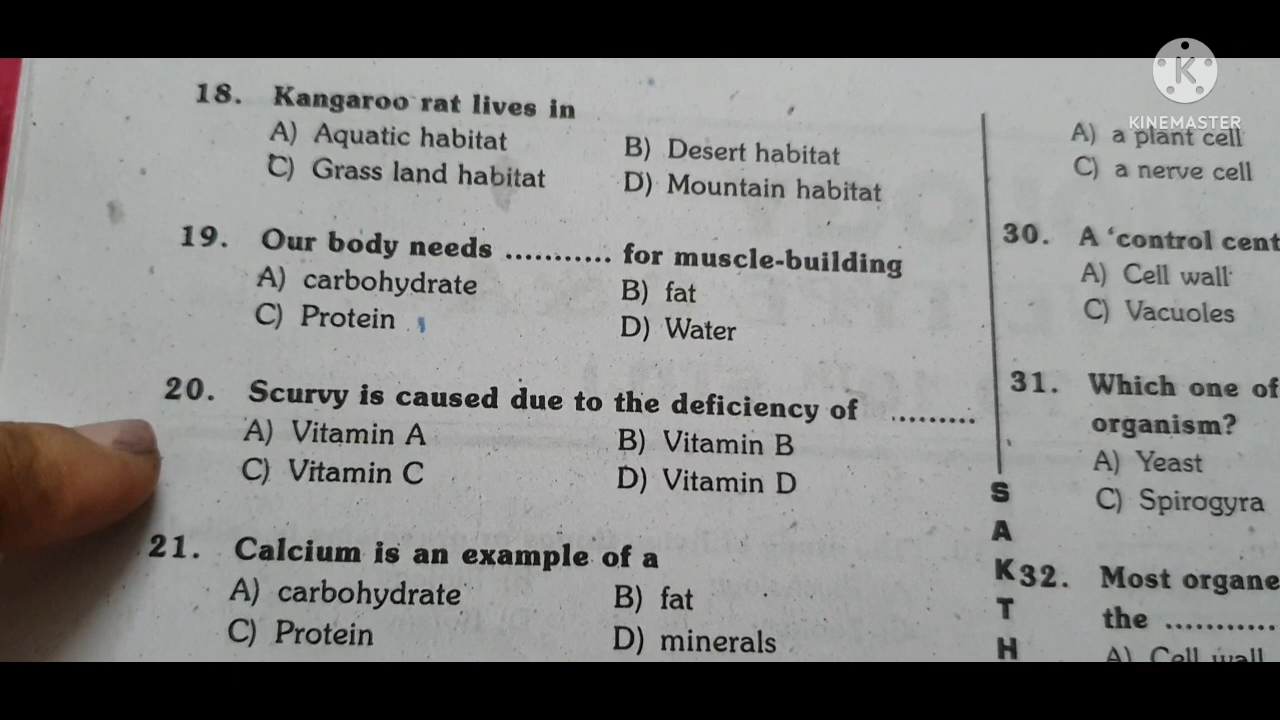 18. Kangaroo rat lives in
A) Aquatic habitat B) Desert habitat
C) Grass land habitat D) Mountain habitat
19. Our body needs ........... for muscle-building
A) carbohydrate B) fat
C) Protein D) Water
20. Scurvy is caused due to the deficiency of .........
A) Vitamin A B) Vitamin B
C) Vitamin C D) Vitamin D
21. Calcium is an example of a
A) carbohydrate B) fat
C) Protein D) minerals
S
A
K
T
H
A) a plant cell
C) a nerve cell
30. A ‘control cent
A) Cell wall
C) Vacuoles
31. Which one of
organism?
A) Yeast
C) Spirogyra
32. Most organe
the ...........
A) Cell wall
K
KINEMASTER